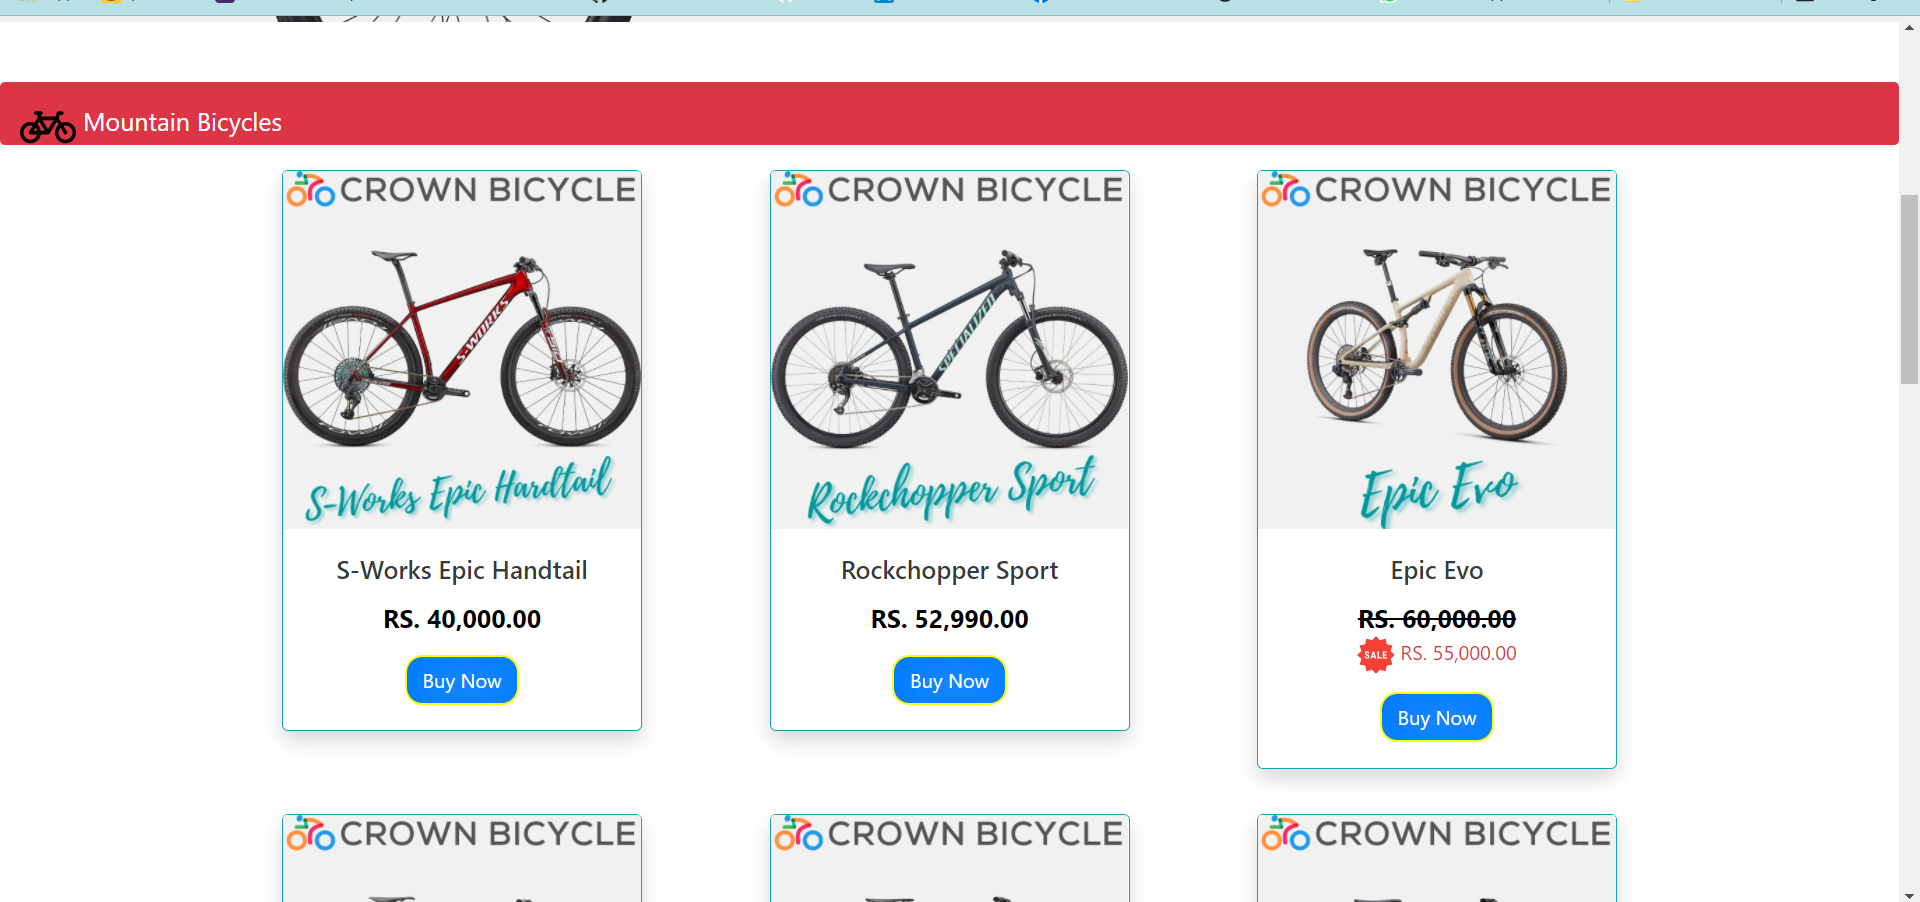 Mountain Bicycles
CROWN BICYCLE
S-WORKS
S-Works Epic Hardtail
S-Works Epic Handtail
RS. 40,000.00
Buy Now
CROWN BICYCLE
SPECIALIZED
Rockchopper Sport
Rockchopper Sport
RS. 52,990.00
Buy Now
CROWN BICYCLE
Epic Evo
Epic Evo
RS. 60,000.00
SALE RS. 55,000.00
Buy Now
CROWN BICYCLE
CROWN BICYCLE
CROWN BICYCLE